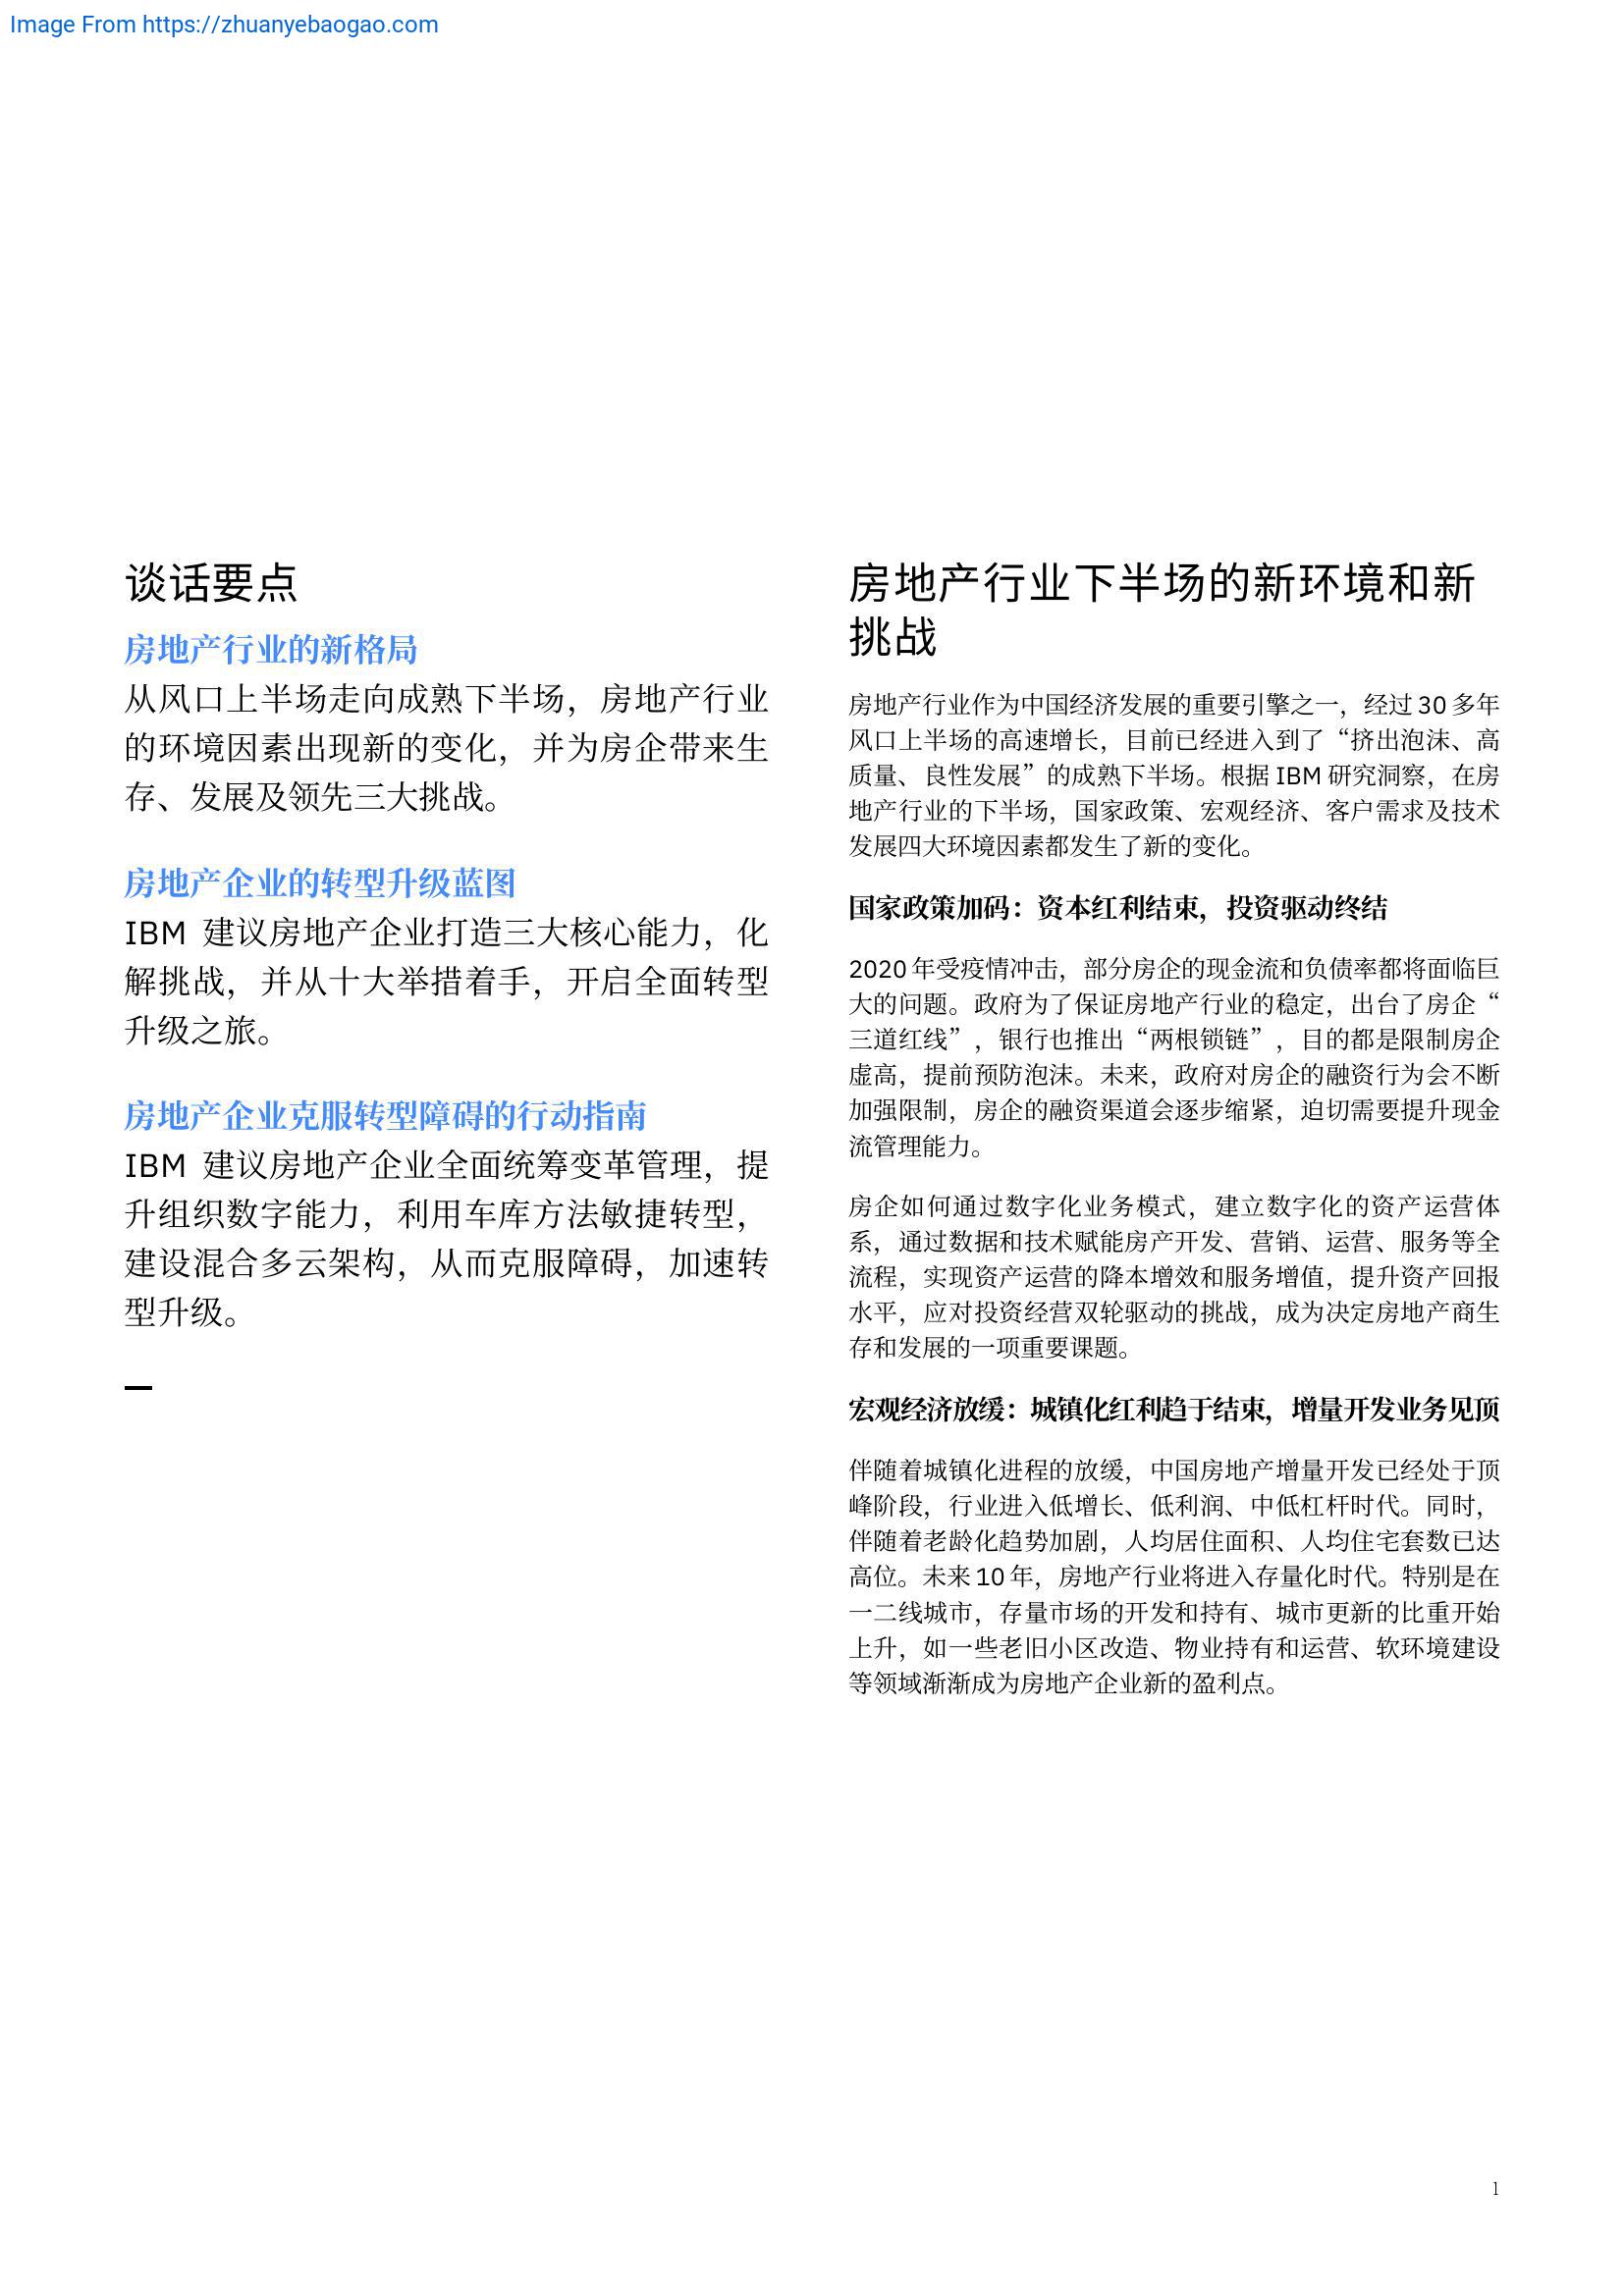 Image From https://zhuanyebaogao.com
谈话要点
房地产行业的新格局
从风口上半场走向成熟下半场，房地产行业
的环境因素出现新的变化，并为房企带来生
存、发展及领先三大挑战。
房地产企业的转型升级蓝图
IBM 建议房地产企业打造三大核心能力，化
解挑战，并从十大举措着手，开启全面转型
升级之旅。
房地产企业克服转型障碍的行动指南
IBM 建议房地产企业全面统筹变革管理，提
升组织数字能力，利用车库方法敏捷转型，
建设混合多云架构，从而克服障碍，加速转
型升级。
房地产行业下半场的新环境和新
挑战
房地产行业作为中国经济发展的重要引擎之一，经过 30 多年
风口上半场的高速增长，目前已经进入到了“挤出泡沫、高
质量、良性发展”的成熟下半场。根据 IBM 研究洞察，在房
地产行业的下半场，国家政策、宏观经济、客户需求及技术
发展四大环境因素都发生了新的变化。
国家政策加码：资本红利结束，投资驱动终结
2020 年受疫情冲击，部分房企的现金流和负债率都将面临巨
大的问题。政府为了保证房地产行业的稳定，出台了房企“
三道红线”，银行也推出“两根锁链”，目的都是限制房企
虚高，提前预防泡沫。未来，政府对房企的融资行为会不断
加强限制，房企的融资渠道会逐步缩紧，迫切需要提升现金
流管理能力。
房企如何通过数字化业务模式，建立数字化的资产运营体
系，通过数据和技术赋能房产开发、营销、运营、服务等全
流程，实现资产运营的降本增效和服务增值，提升资产回报
水平，应对投资经营双轮驱动的挑战，成为决定房地产商生
存和发展的一项重要课题。
宏观经济放缓：城镇化红利趋于结束，增量开发业务见顶
伴随着城镇化进程的放缓，中国房地产增量开发已经处于顶
峰阶段，行业进入低增长、低利润、中低杠杆时代。同时，
伴随着老龄化趋势加剧，人均居住面积、人均住宅套数已达
高位。未来 10 年，房地产行业将进入存量化时代。特别是在
一二线城市，存量市场的开发和持有、城市更新的比重开始
上升，如一些老旧小区改造、物业持有和运营、软环境建设
等领域渐渐成为房地产企业新的盈利点。
1